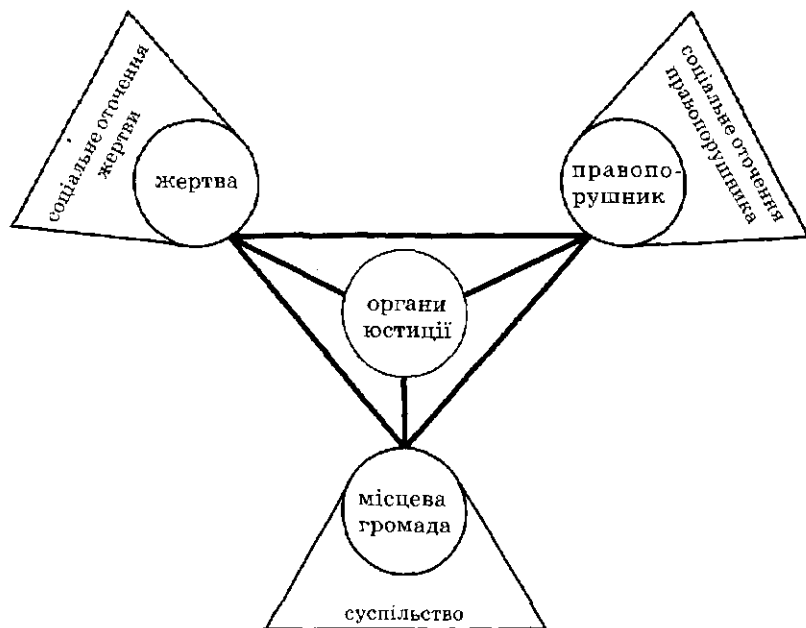 соціальне оточення
жертви
жертва
соціальне оточення
правопорушника
правопо-
рушник
органи
юстиції
місцева
громада
суспільство